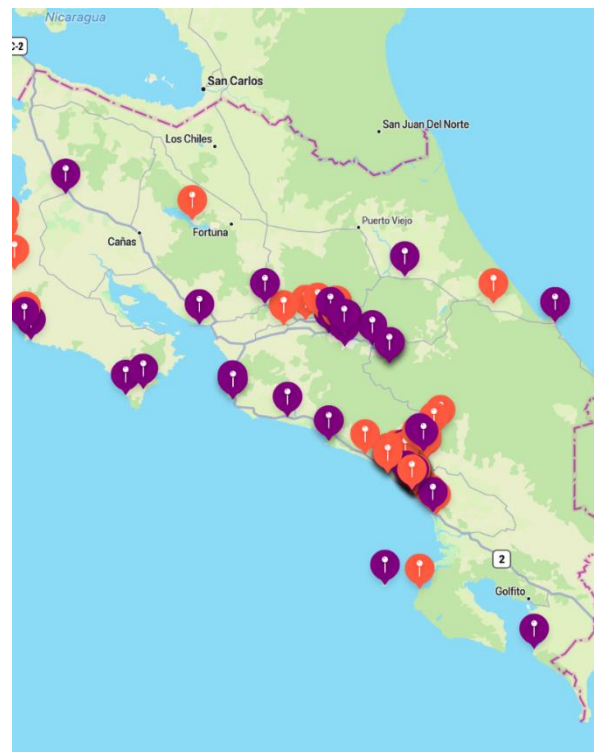 Nicaragua
C-2
San Carlos
San Juan Del Norte
Los Chiles
Puerto Viejo
Fortuna
Cañas
2
Golfito